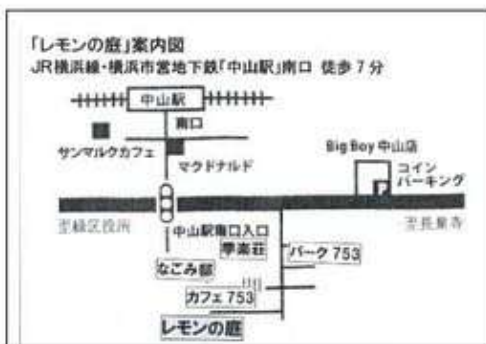 「レモンの庭」案内図
JR横浜線・横浜市営地下鉄「中山駅」南口 徒歩7分
中山駅
南口
サンマルクカフェ
マクドナルド
Big Boy 中山店
コイン
パーキング
P
至緑区役所
中山駅南口入口
至長泉寺
季楽荘
パーク753
なごみ邸
カフェ753
レモンの庭